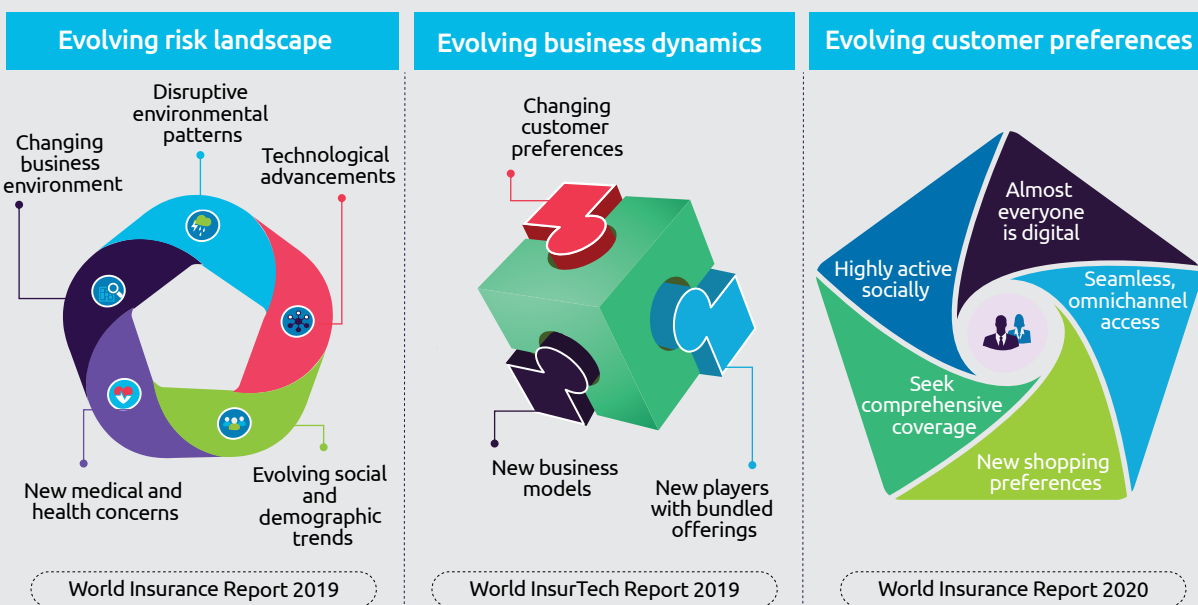 Evolving risk landscape
Disruptive
environmental
patterns
Changing
business
environment
Technological
advancements
New medical and
health concerns
Evolving social
and
demographic
trends
World Insurance Report 2019
Evolving business dynamics
Changing
customer
preferences
New business
models
New players
with bundled
offerings
World InsurTech Report 2019
Evolving customer preferences
Almost
everyone
is digital
Highly active
socially
Seamless,
omnichannel
access
Seek
comprehensive
coverage
New shopping
preferences
World Insurance Report 2020